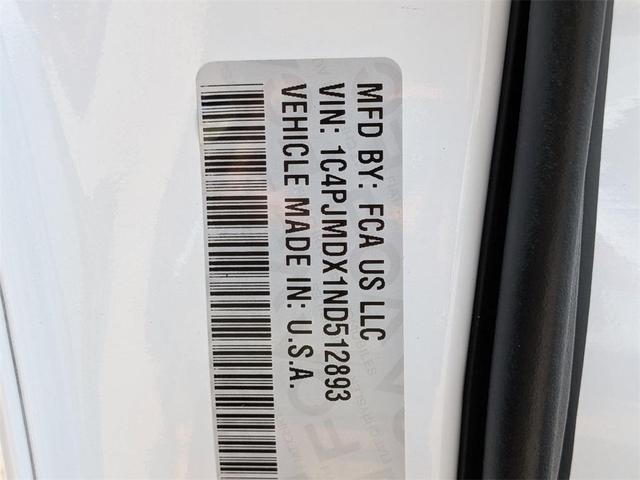 MFD BY: FCA US LLC
VIN: 1C4PJMDX1ND512893
VEHICLE MADE IN: U.S.A.